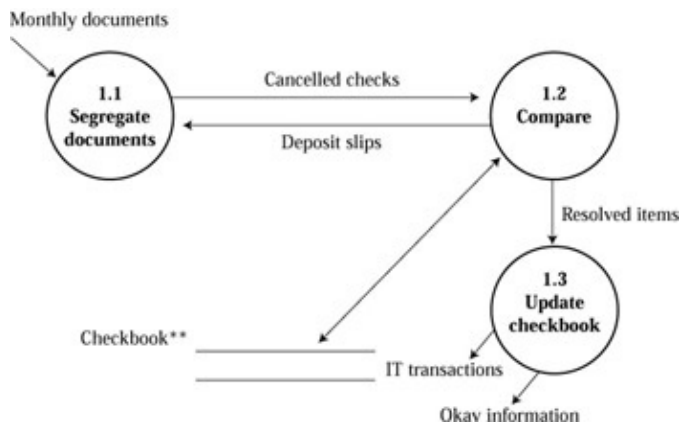 Monthly documents
1.1
Segregate
documents
Cancelled checks
Deposit slips
1.2
Compare
Resolved items
1.3
Update
checkbook
Checkbook**
IT transactions
Okay information